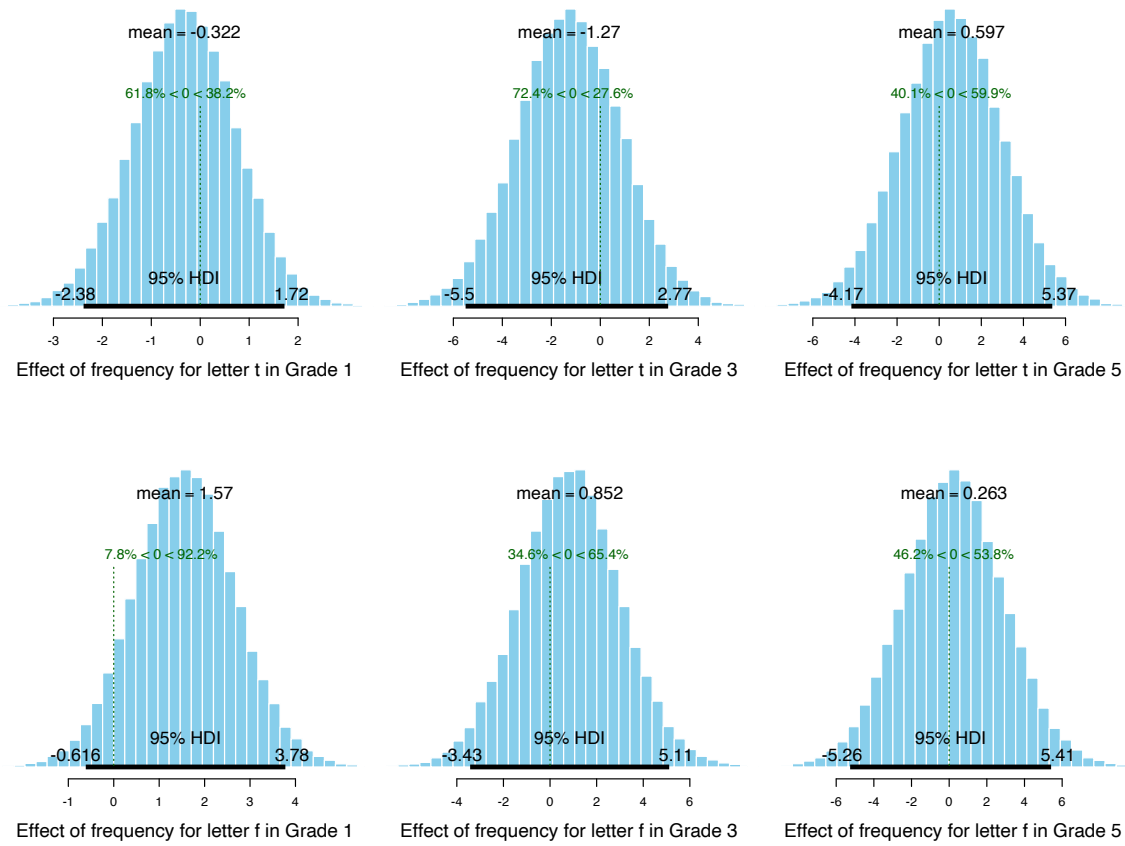 mean = -0.322
61.8% < 0 < 38.2%
95% HDI
-2.38 1.72
-3 -2 -1 0 1 2
Effect of frequency for letter t in Grade 1
mean = -1.27
72.4% < 0 < 27.6%
95% HDI
-5.5 2.77
-6 -4 -2 0 2 4
Effect of frequency for letter t in Grade 3
mean = 0.597
40.1% < 0 < 59.9%
95% HDI
-4.17 5.37
-6 -4 -2 0 2 4 6
Effect of frequency for letter t in Grade 5
mean = 1.57
7.8% < 0 < 92.2%
95% HDI
-0.616 3.78
-1 0 1 2 3 4
Effect of frequency for letter f in Grade 1
mean = 0.852
34.6% < 0 < 65.4%
95% HDI
-3.43 5.11
-4 -2 0 2 4 6
Effect of frequency for letter f in Grade 3
mean = 0.263
46.2% < 0 < 53.8%
95% HDI
-5.26 5.41
-6 -4 -2 0 2 4 6
Effect of frequency for letter f in Grade 5